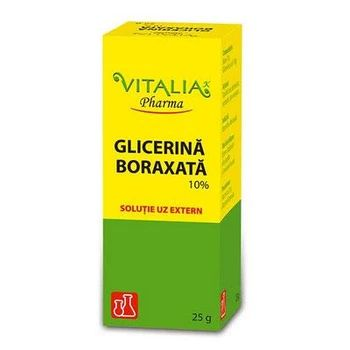 VITALIA K
Pharma
GLICERINĂ
BORAXATĂ
10%
SOLUȚIE UZ EXTERN
25 g